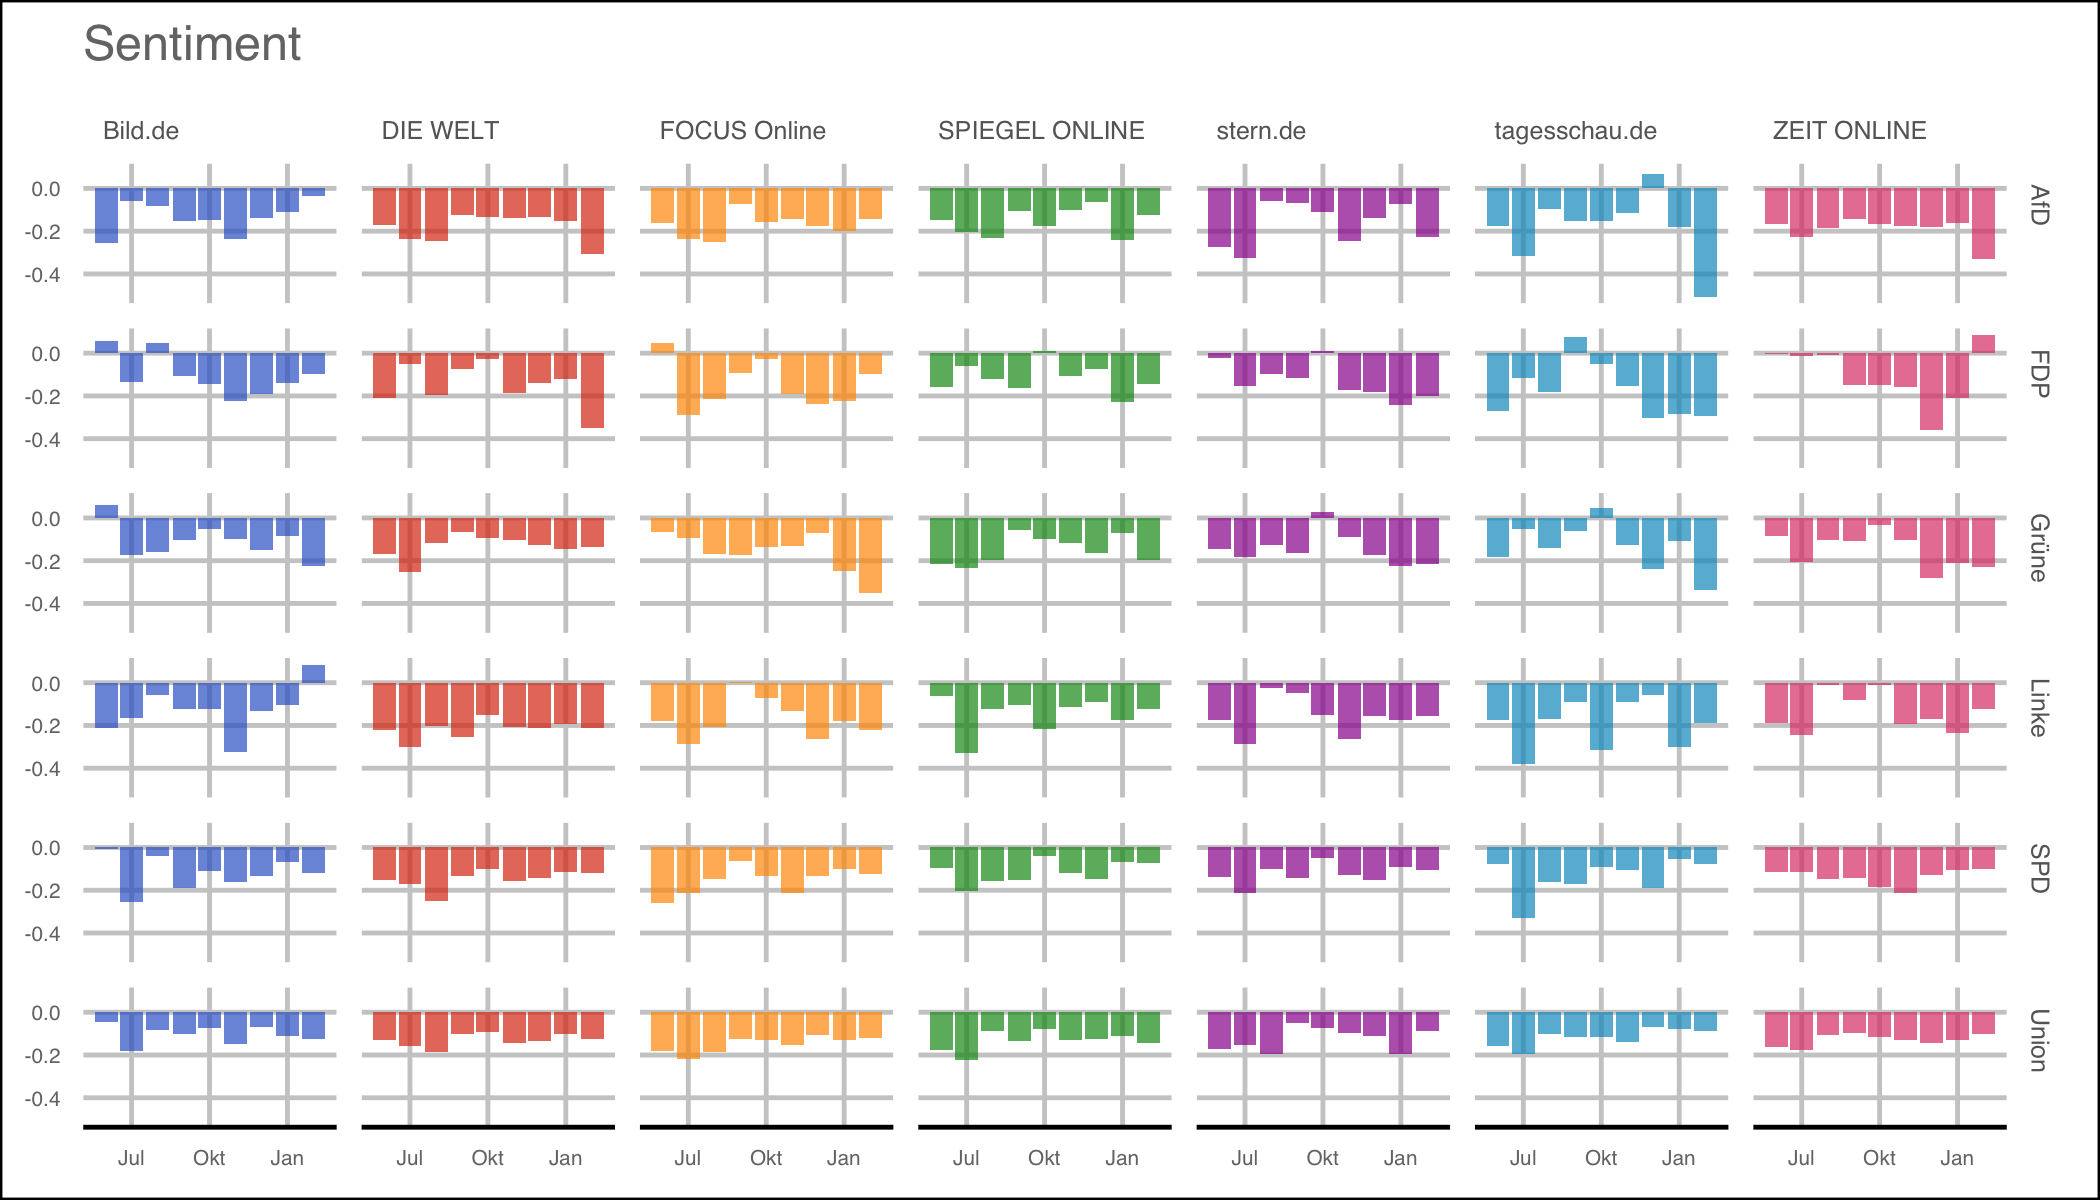 Sentiment
Bild.de DIE WELT FOCUS Online SPIEGEL ONLINE stern.de tagesschau.de ZEIT ONLINE
0.0
-0.2
-0.4
AfD
0.0
-0.2
-0.4
FDP
0.0
-0.2
-0.4
Grüne
0.0
-0.2
-0.4
Linke
0.0
-0.2
-0.4
SPD
0.0
-0.2
-0.4
Union
Jul Okt Jan Jul Okt Jan Jul Okt Jan Jul Okt Jan Jul Okt Jan Jul Okt Jan Jul Okt Jan